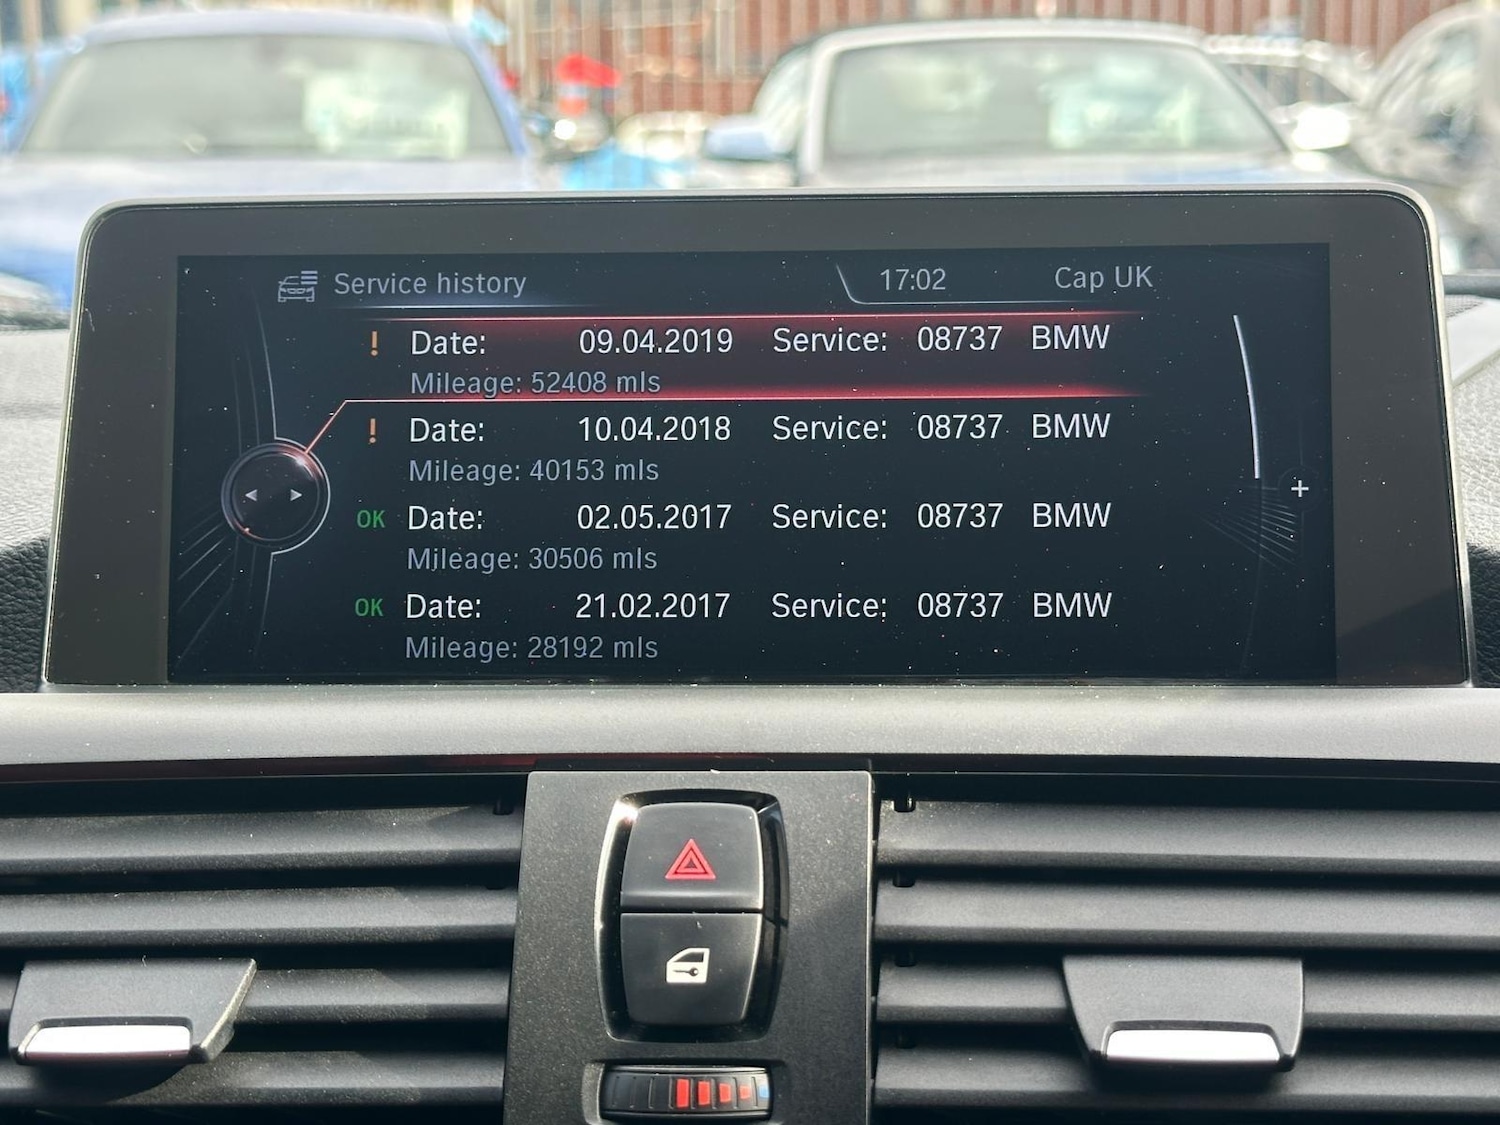 Service history 17:02 Cap UK
! Date: 09.04.2019 Service: 08737 BMW
Mileage: 52408 mls
! Date: 10.04.2018 Service: 08737 BMW
Mileage: 40153 mls
OK Date: 02.05.2017 Service: 08737 BMW
Mileage: 30506 mls
OK Date: 21.02.2017 Service: 08737 BMW
Mileage: 28192 mls